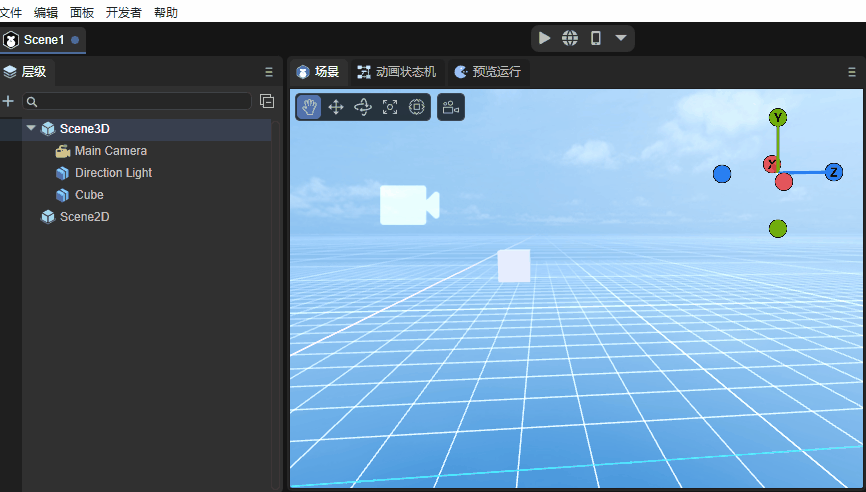 文件 编辑 面板 开发者 帮助
Scene1
层级
场景 动画状态机 预览运行
Scene3D
Main Camera
Direction Light
Cube
Scene2D
Y
X
Z